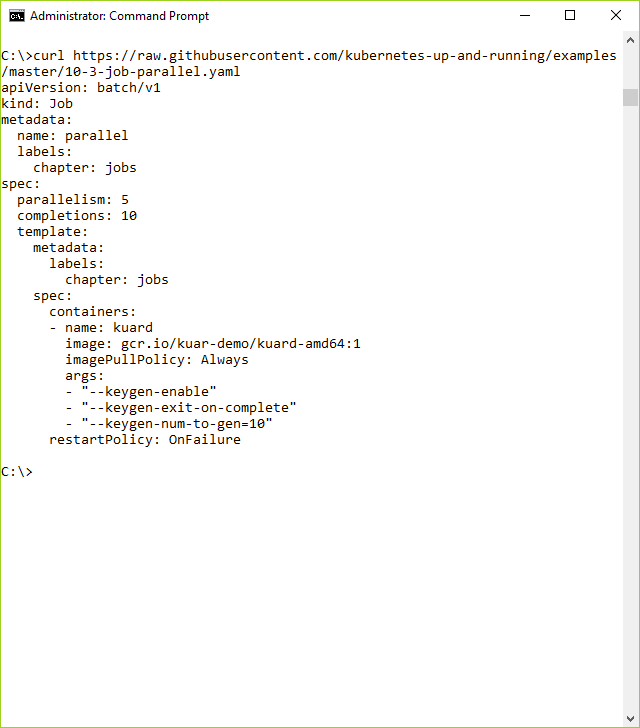 Administrator: Command Prompt
C:\>curl https://raw.githubusercontent.com/kubernetes-up-and-running/examples
/master/10-3-job-parallel.yaml
apiVersion: batch/v1
kind: Job
metadata:
  name: parallel
  labels:
    chapter: jobs
spec:
  parallelism: 5
  completions: 10
  template:
    metadata:
      labels:
        chapter: jobs
    spec:
      containers:
      - name: kuard
        image: gcr.io/kuar-demo/kuard-amd64:1
        imagePullPolicy: Always
        args:
        - "--keygen-enable"
        - "--keygen-exit-on-complete"
        - "--keygen-num-to-gen=10"
      restartPolicy: OnFailure
C:\>